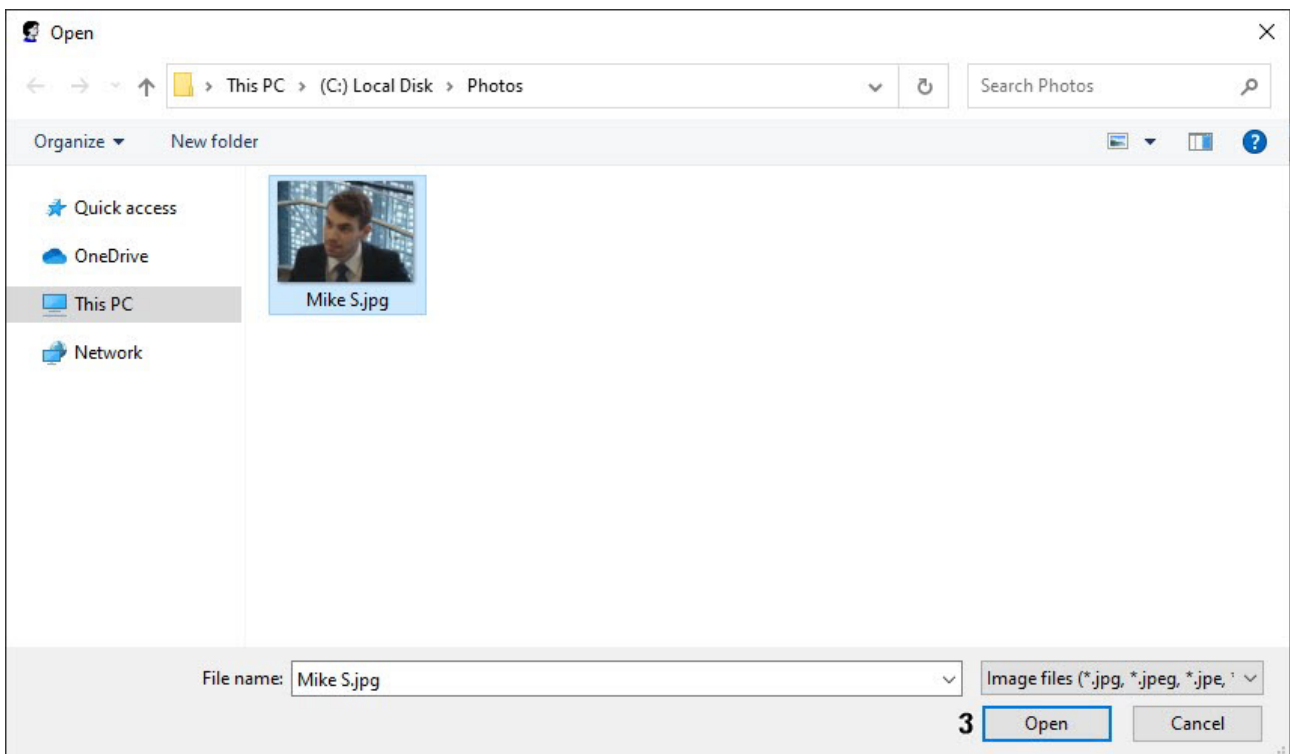 Open
This PC > (C:) Local Disk > Photos
Search Photos
Organize
New folder
Quick access
OneDrive
This PC
Network
Mike S.jpg
File name: Mike S.jpg
Image files (*.jpg, *.jpeg, *.jpe,
3 Open Cancel